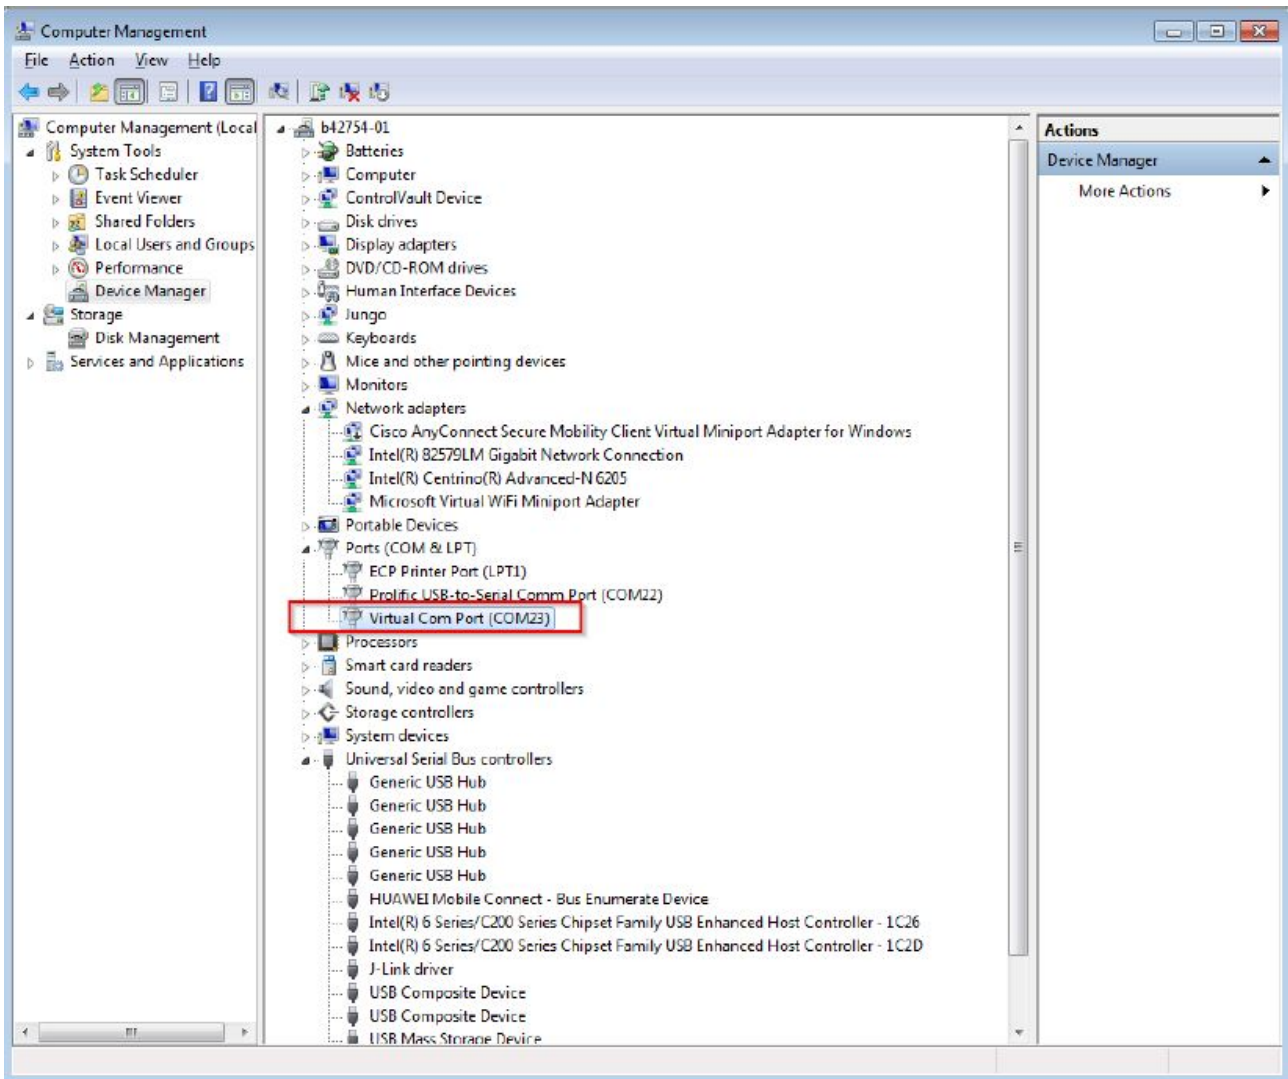 Computer Management
File Action View Help
Computer Management (Local
System Tools
Task Scheduler
Event Viewer
Shared Folders
Local Users and Groups
Performance
Device Manager
Storage
Disk Management
Services and Applications
b42754-01
Batteries
Computer
ControlVault Device
Disk drives
Display adapters
DVD/CD-ROM drives
Human Interface Devices
Jungo
Keyboards
Mice and other pointing devices
Monitors
Network adapters
Cisco AnyConnect Secure Mobility Client Virtual Miniport Adapter for Windows
Intel(R) 82579LM Gigabit Network Connection
Intel(R) Centrino(R) Advanced-N 6205
Microsoft Virtual WiFi Miniport Adapter
Portable Devices
Ports (COM & LPT)
ECP Printer Port (LPT1)
Prolific USB-to-Serial Comm Port (COM22)
Virtual Com Port (COM23)
Processors
Smart card readers
Sound, video and game controllers
Storage controllers
System devices
Universal Serial Bus controllers
Generic USB Hub
Generic USB Hub
Generic USB Hub
Generic USB Hub
Generic USB Hub
HUAWEI Mobile Connect - Bus Enumerate Device
Intel(R) 6 Series/C200 Series Chipset Family USB Enhanced Host Controller - 1C26
Intel(R) 6 Series/C200 Series Chipset Family USB Enhanced Host Controller - 1C2D
J-Link driver
USB Composite Device
USB Composite Device
USB Mass Storage Device
Actions
Device Manager
More Actions